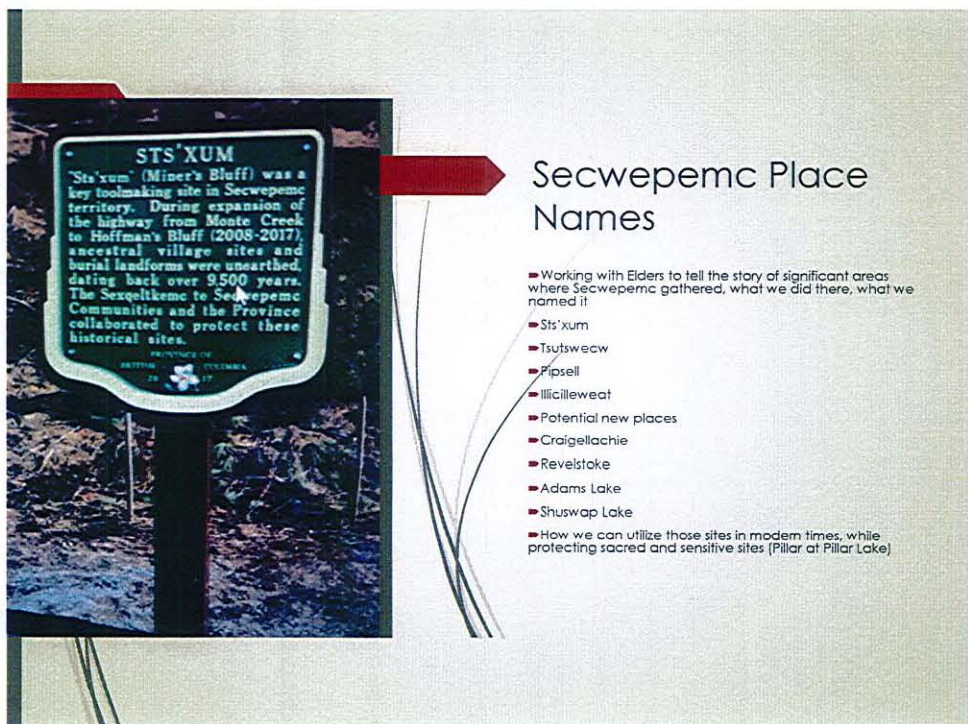 STS'XUM
"Sts'xum" (Miner's Bluff) was a
key toolmaking site in Secwepemc
territory. During expansion of
the highway from Monte Creek
to Hoffman's Bluff (2008-2017),
ancestral village sites and
burial landforms were unearthed,
dating back over 9,500 years.
The Sexqeltkemc te Secwepemc
Communities and the Province
collaborated to protect these
historical sites.
PROVINCE OF
BRITISH COLUMBIA
20 17
Secwepemc Place
Names
Working with Elders to tell the story of significant areas
where Secwepemc gathered, what we did there, what we
named it
Sts'xum
Tsutswecw
Pipsell
Illicilleweat
Potential new places
Craigellachie
Revelstoke
Adams Lake
Shuswap Lake
How we can utilize those sites in modern times, while
protecting sacred and sensitive sites (Pillar at Pillar Lake)